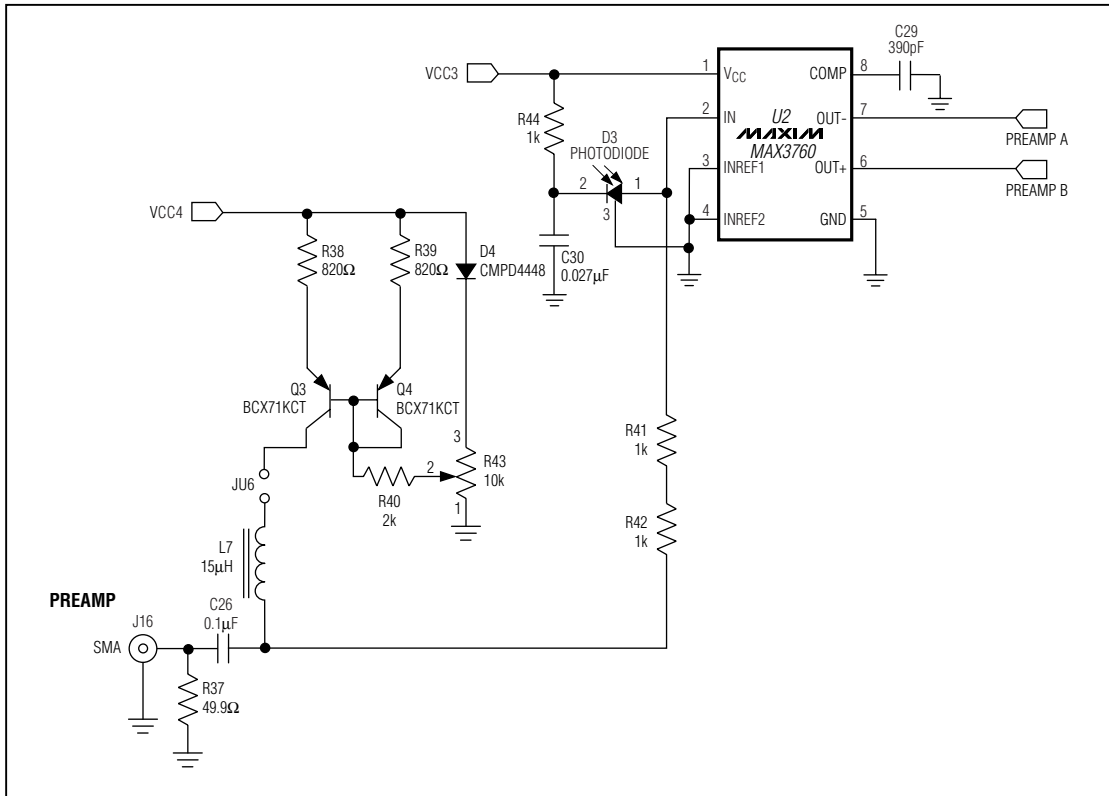 C29
390pF
VCC3
1
VCC
COMP
8
R44
1k
2
IN
U2
MAXIM
MAX3760
OUT-
7
PREAMP A
D3
PHOTODIODE
2
1
3
3
INREF1
OUT+
6
PREAMP B
4
INREF2
GND
5
VCC4
C30
0.027μF
R38
820Ω
R39
820Ω
D4
CMPD4448
Q3
BCX71KCT
Q4
BCX71KCT
3
R43
10k
2
1
R40
2k
R41
1k
R42
1k
JU6
L7
15μH
PREAMP
J16
SMA
C26
0.1μF
R37
49.9Ω